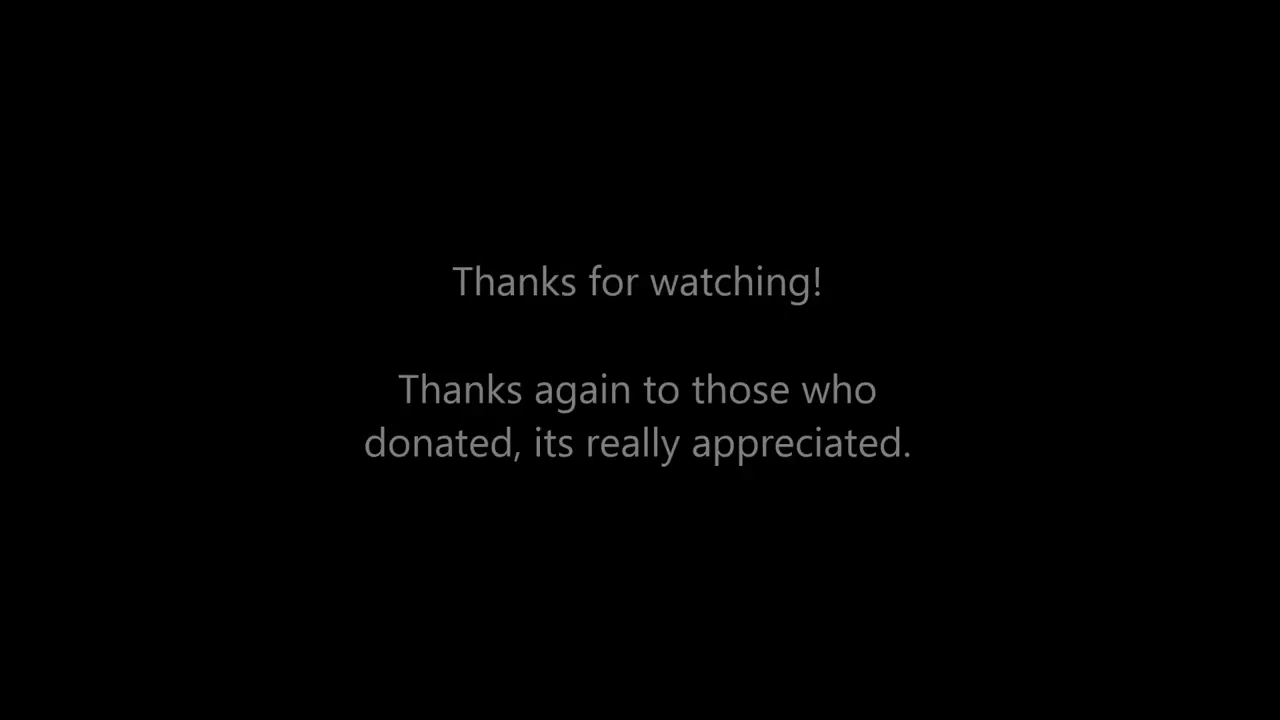 Thanks for watching!
Thanks again to those who
donated, its really appreciated.